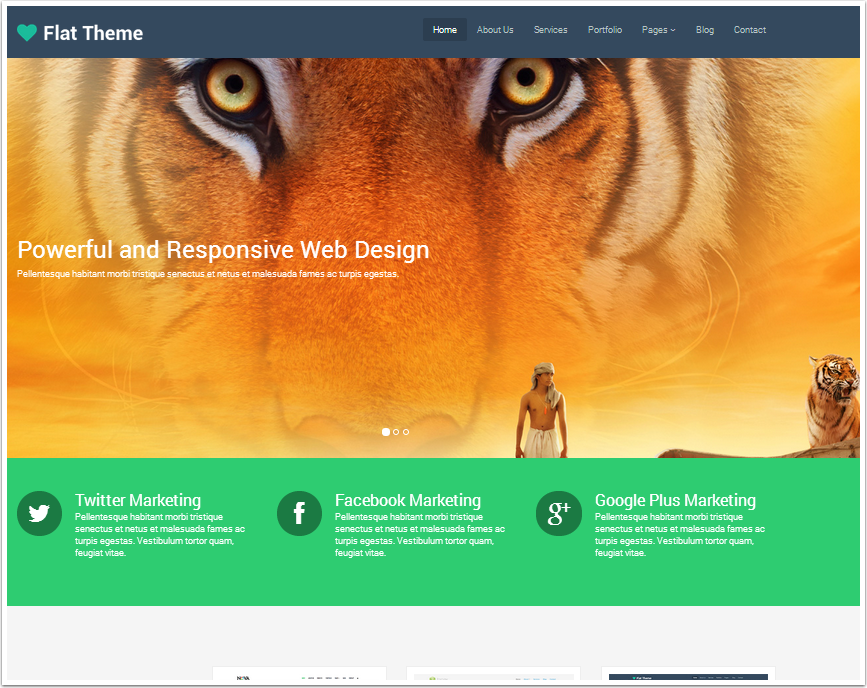 Flat Theme
Home About Us Services Portfolio Pages Blog Contact
Powerful and Responsive Web Design
Pellentesque habitant morbi tristique senectus et netus et malesuada fames ac turpis egestas.
Twitter Marketing
Pellentesque habitant morbi tristique
senectus et netus et malesuada fames ac
turpis egestas. Vestibulum tortor quam,
feugiat vitae.
Facebook Marketing
Pellentesque habitant morbi tristique
senectus et netus et malesuada fames ac
turpis egestas. Vestibulum tortor quam,
feugiat vitae.
Google Plus Marketing
Pellentesque habitant morbi tristique
senectus et netus et malesuada fames ac
turpis egestas. Vestibulum tortor quam,
feugiat vitae.
Flat Theme